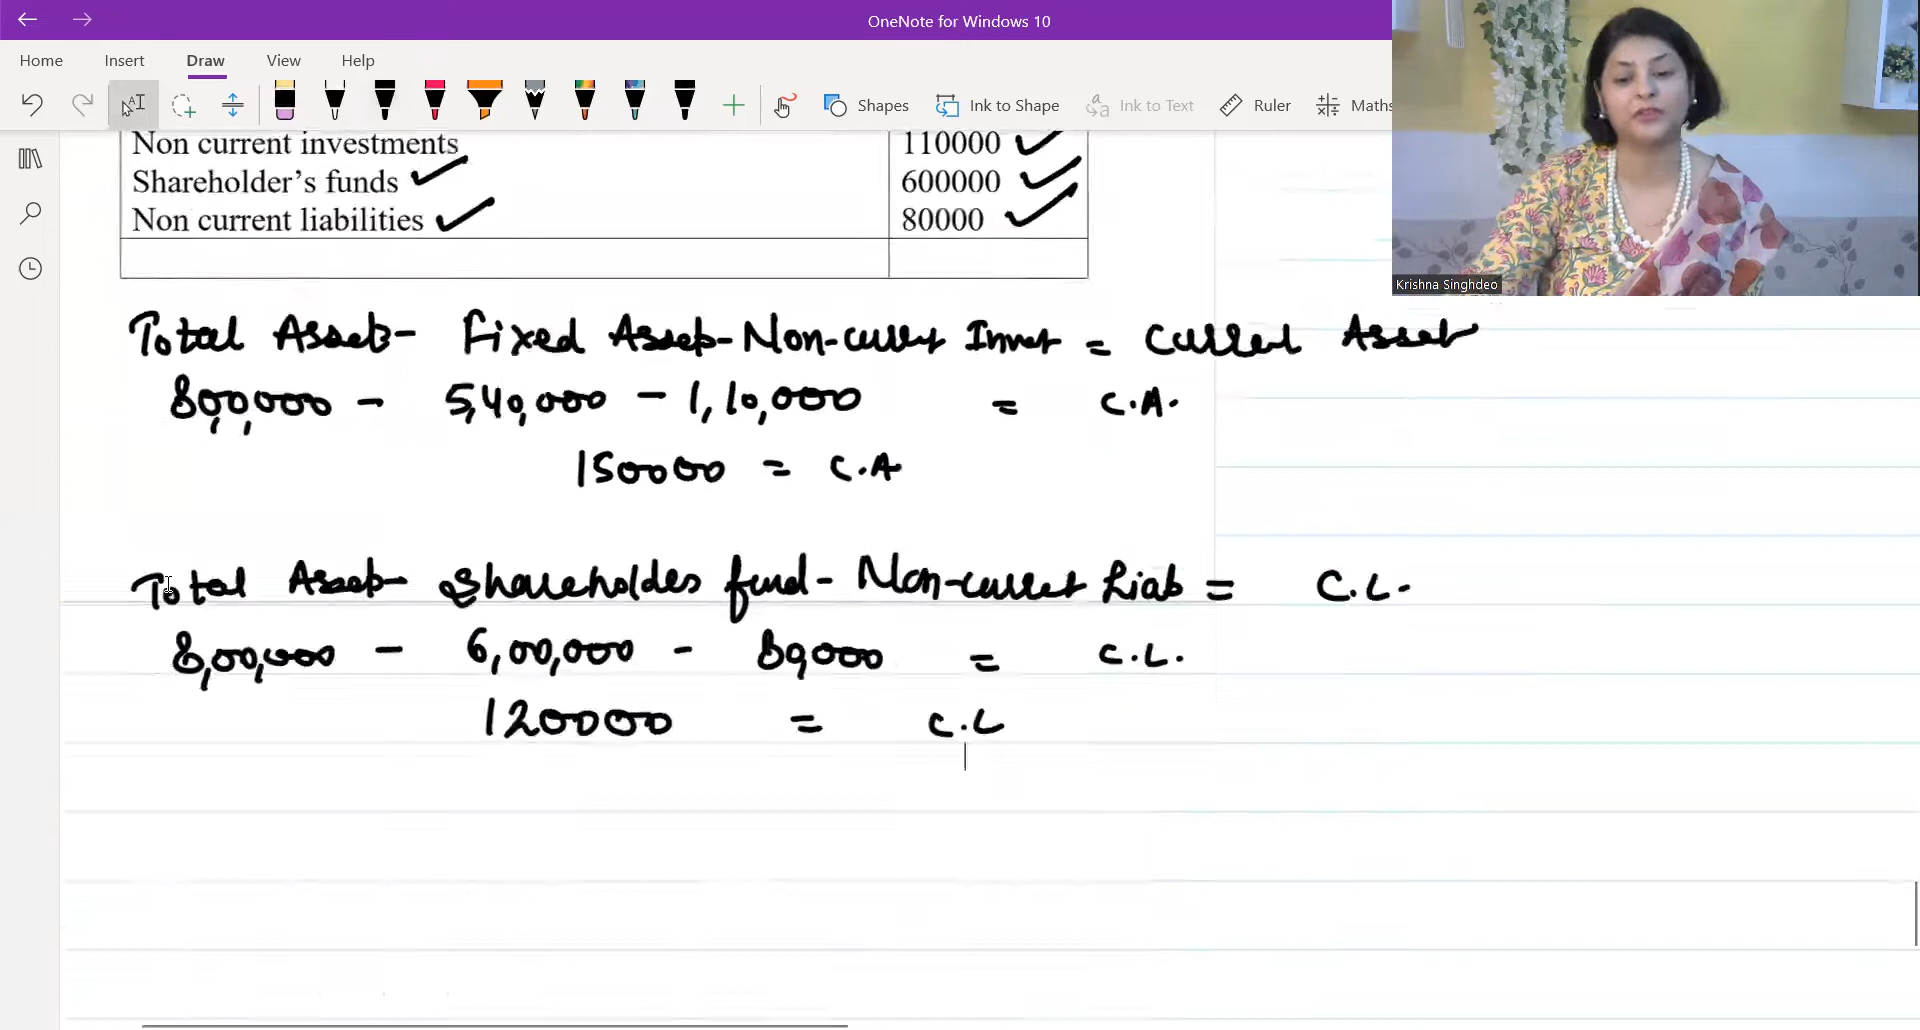 OneNote for Windows 10
Home Insert Draw View Help
Shapes Ink to Shape Ink to Text Ruler Maths
Non current investments 110000
Shareholder’s funds 600000
Non current liabilities 80000
Krishna Singhdeo
Total Asset - Fixed Asset - Non-current = Current Asset
8,00,000 - 5,40,000 - 1,10,000 = C.A.
150000 = C.A
Total Asset - Shareholdes fund - Non-current Liab = C.L.
8,00,000 - 6,00,000 - 80,000 = C.L.
120000 = C.L